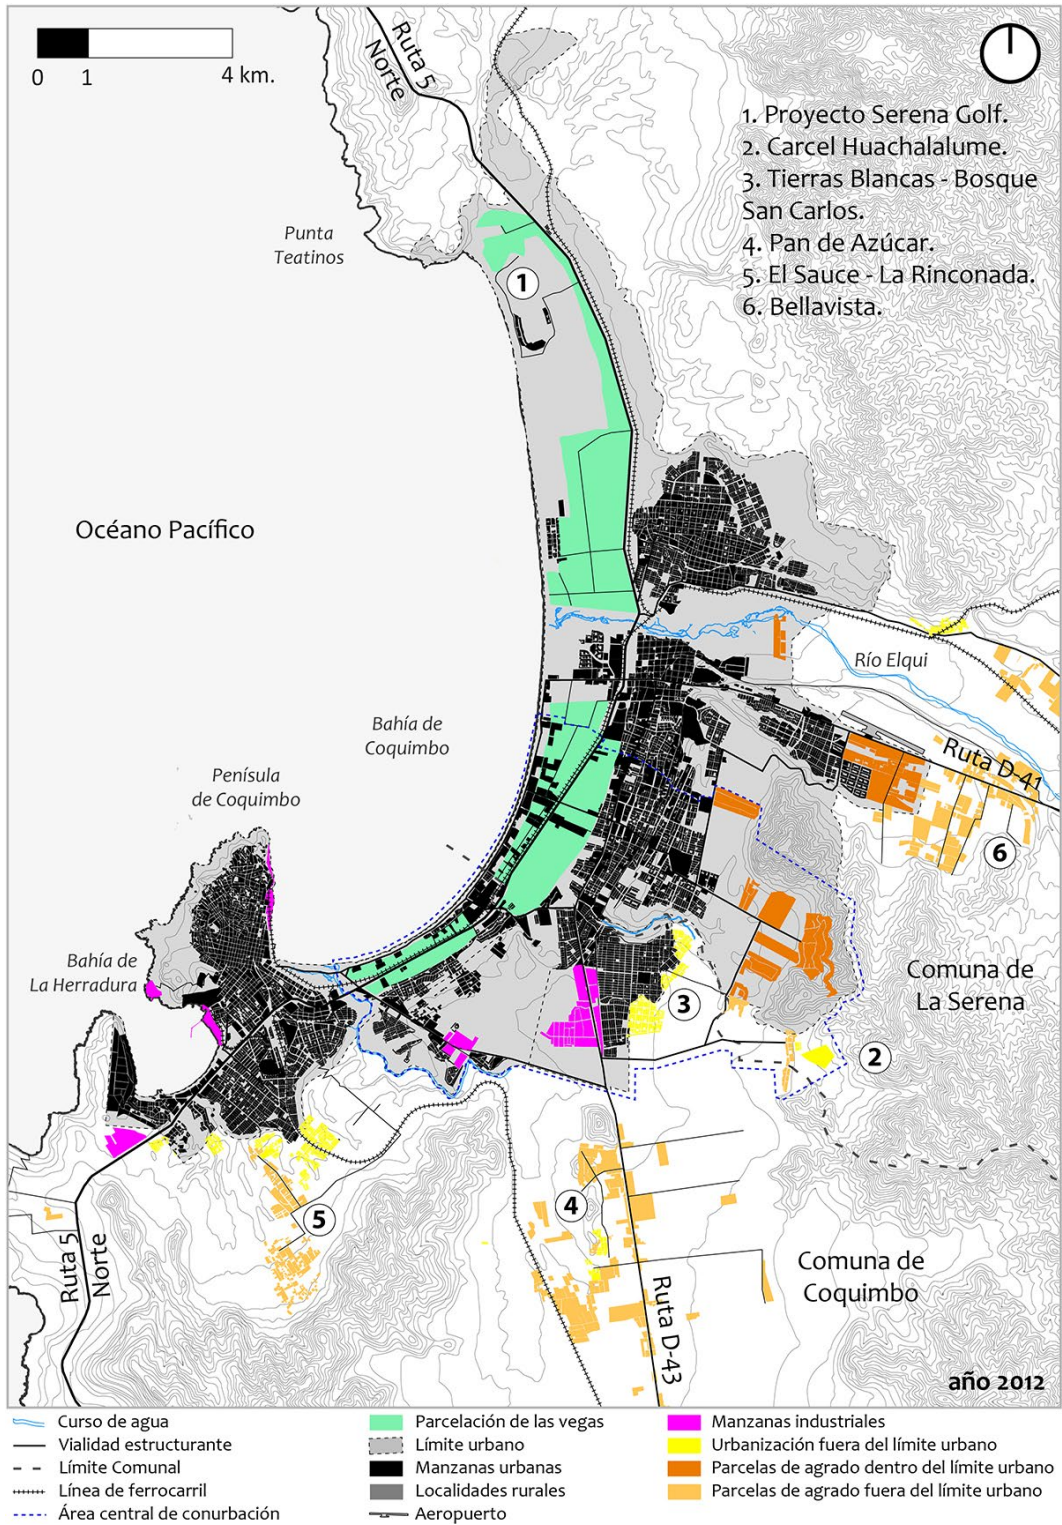 0 1 4 km.
Ruta 5
Norte
1. Proyecto Serena Golf.
2. Carcel Huachalalume.
3. Tierras Blancas - Bosque
San Carlos.
4. Pan de Azúcar.
5. El Sauce - La Rinconada.
6. Bellavista.
Punta
Teatinos
1
Océano Pacífico
Río Elqui
Bahía de
Coquimbo
Ruta D-41
Penísula
de Coquimbo
6
Bahía de
La Herradura
Comuna de
La Serena
3
2
4
5
Ruta 5
Norte
Comuna de
Coquimbo
Ruta D-43
año 2012
Curso de agua
Vialidad estructurante
Límite Comunal
Línea de ferrocarril
Área central de conurbación
Parcelación de las vegas
Límite urbano
Manzanas urbanas
Localidades rurales
Aeropuerto
Manzanas industriales
Urbanización fuera del límite urbano
Parcelas de agrado dentro del límite urbano
Parcelas de agrado fuera del límite urbano